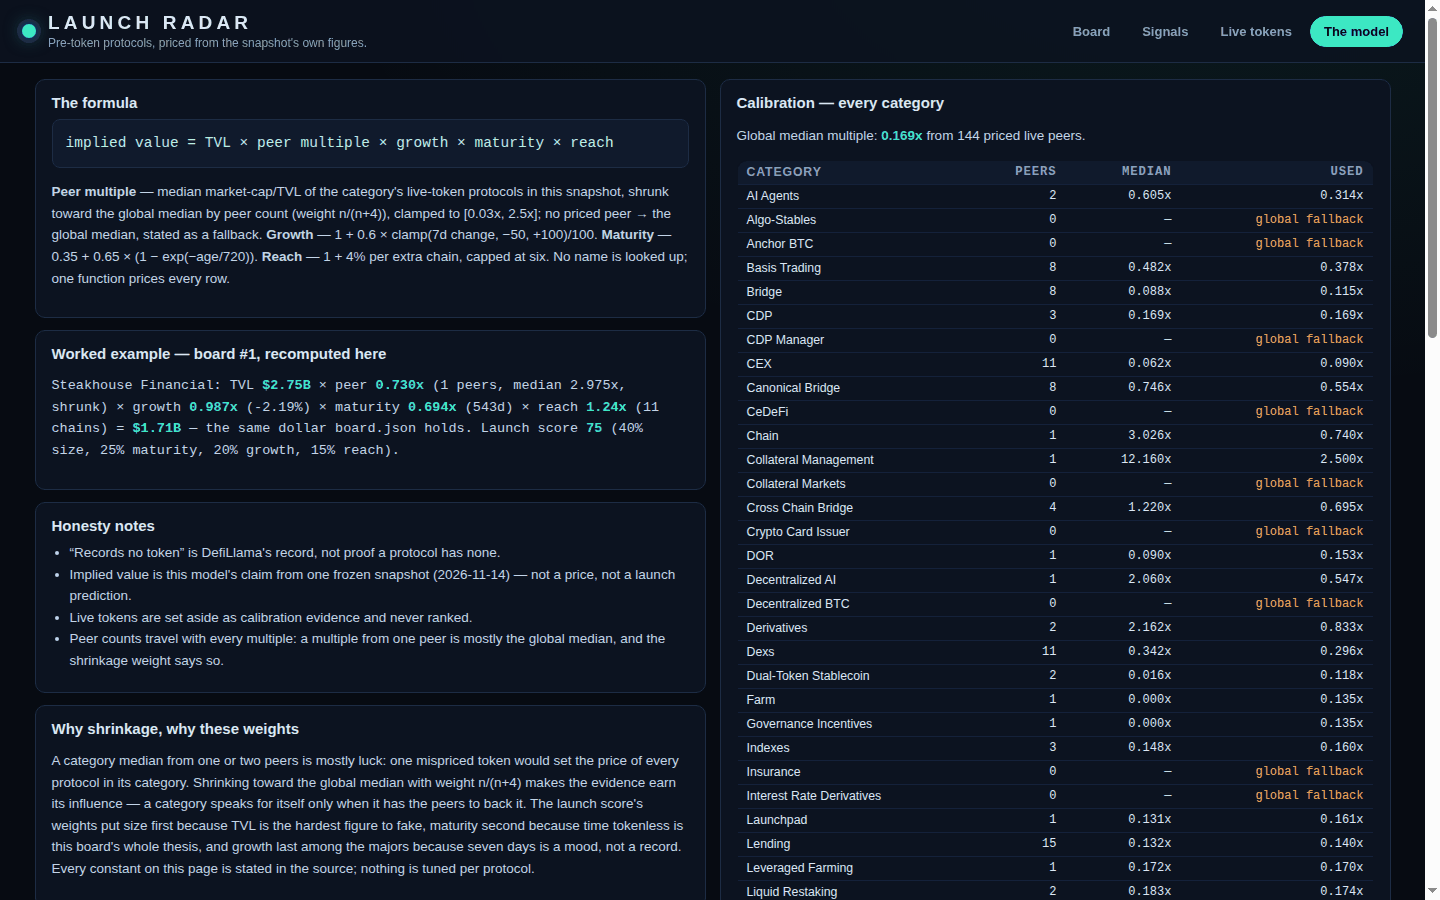 LAUNCH RADAR
Pre-token protocols, priced from the snapshot's own figures.
Board
Signals
Live tokens
The model
The formula
implied value = TVL × peer multiple × growth × maturity × reach
Peer multiple — median market-cap/TVL of the category's live-token protocols in this snapshot, shrunk
toward the global median by peer count (weight n/(n+4)), clamped to [0.03x, 2.5x]; no priced peer → the
global median, stated as a fallback. Growth — 1 + 0.6 × clamp(7d change, −50, +100)/100. Maturity —
0.35 + 0.65 × (1 − exp(−age/720)). Reach — 1 + 4% per extra chain, capped at six. No name is looked up;
one function prices every row.
Worked example — board #1, recomputed here
Steakhouse Financial: TVL $2.75B × peer 0.730x (1 peers, median 2.975x,
shrunk) × growth 0.987x (-2.19%) × maturity 0.694x (543d) × reach 1.24x (11
chains) = $1.71B — the same dollar board.json holds. Launch score 75 (40%
size, 25% maturity, 20% growth, 15% reach).
Honesty notes
• “Records no token” is DefiLlama's record, not proof a protocol has none.
• Implied value is this model's claim from one frozen snapshot (2026-11-14) — not a price, not a launch
prediction.
• Live tokens are set aside as calibration evidence and never ranked.
• Peer counts travel with every multiple: a multiple from one peer is mostly the global median, and the
shrinkage weight says so.
Why shrinkage, why these weights
A category median from one or two peers is mostly luck: one mispriced token would set the price of every
protocol in its category. Shrinking toward the global median with weight n/(n+4) makes the evidence earn
its influence — a category speaks for itself only when it has the peers to back it. The launch score's
weights put size first because TVL is the hardest figure to fake, maturity second because time tokenless is
this board's whole thesis, and growth last among the majors because seven days is a mood, not a record.
Every constant on this page is stated in the source; nothing is tuned per protocol.
Calibration — every category
Global median multiple: 0.169x from 144 priced live peers.
CATEGORY PEERS MEDIAN USED
AI Agents 2 0.605x 0.314x
Algo-Stables 0 — global fallback
Anchor BTC 0 — global fallback
Basis Trading 8 0.482x 0.378x
Bridge 8 0.088x 0.115x
CDP 3 0.169x 0.169x
CDP Manager 0 — global fallback
CEX 11 0.062x 0.090x
Canonical Bridge 8 0.746x 0.554x
CeDeFi 0 — global fallback
Chain 1 3.026x 0.740x
Collateral Management 1 12.160x 2.500x
Collateral Markets 0 — global fallback
Cross Chain Bridge 4 1.220x 0.695x
Crypto Card Issuer 0 — global fallback
DOR 1 0.090x 0.153x
Decentralized AI 1 2.060x 0.547x
Decentralized BTC 0 — global fallback
Derivatives 2 2.162x 0.833x
Dexs 11 0.342x 0.296x
Dual-Token Stablecoin 2 0.016x 0.118x
Farm 1 0.000x 0.135x
Governance Incentives 1 0.000x 0.135x
Indexes 3 0.148x 0.160x
Insurance 0 — global fallback
Interest Rate Derivatives 0 — global fallback
Launchpad 1 0.131x 0.161x
Lending 15 0.132x 0.140x
Leveraged Farming 1 0.172x 0.170x
Liquid Restaking 2 0.183x 0.174x